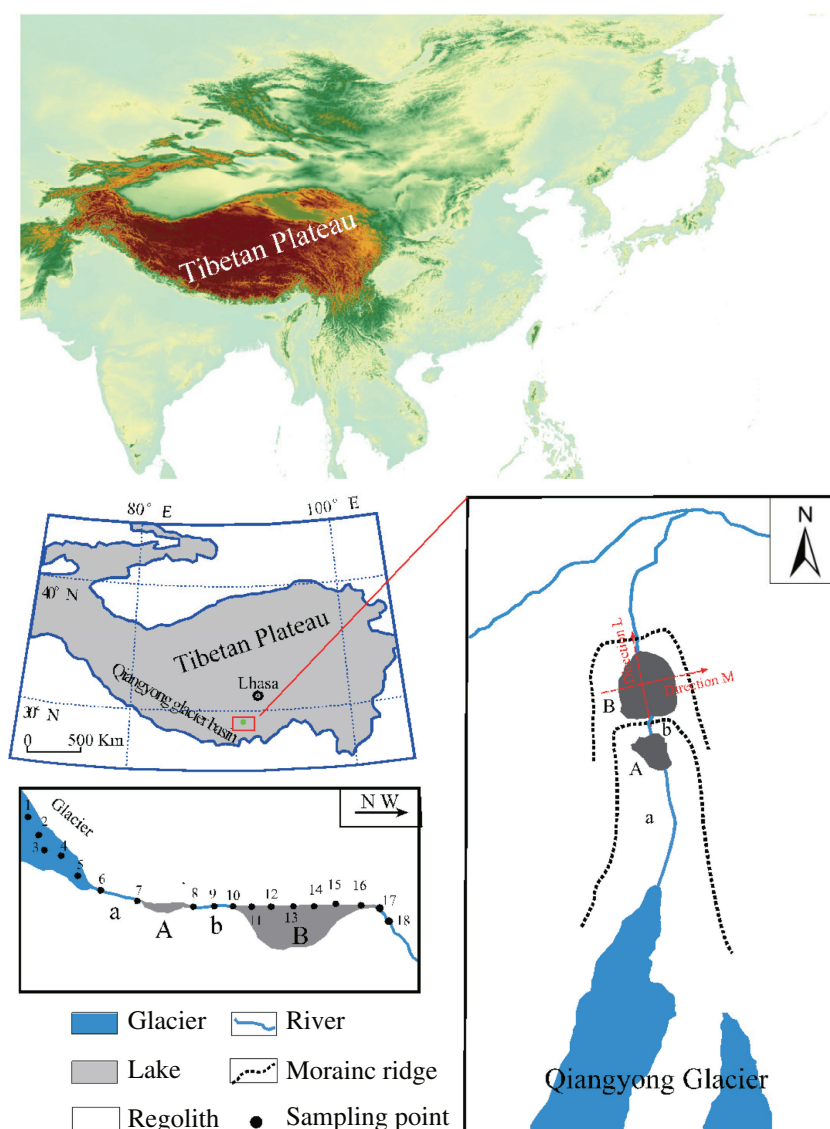 Tibetan Plateau
80° E
100° E
40° N
Tibetan Plateau
Qiangyong glacier basin
Lhasa
30° N
0 500 Km
N
Direction L
Direction M
B
b
A
a
Qiangyong Glacier
Glacier
N W
1
2
3
4
5
6
7
8
9
10
11
12
13
14
15
16
17
18
a
A
b
B
Glacier
River
Lake
Morainc ridge
Regolith
Sampling point